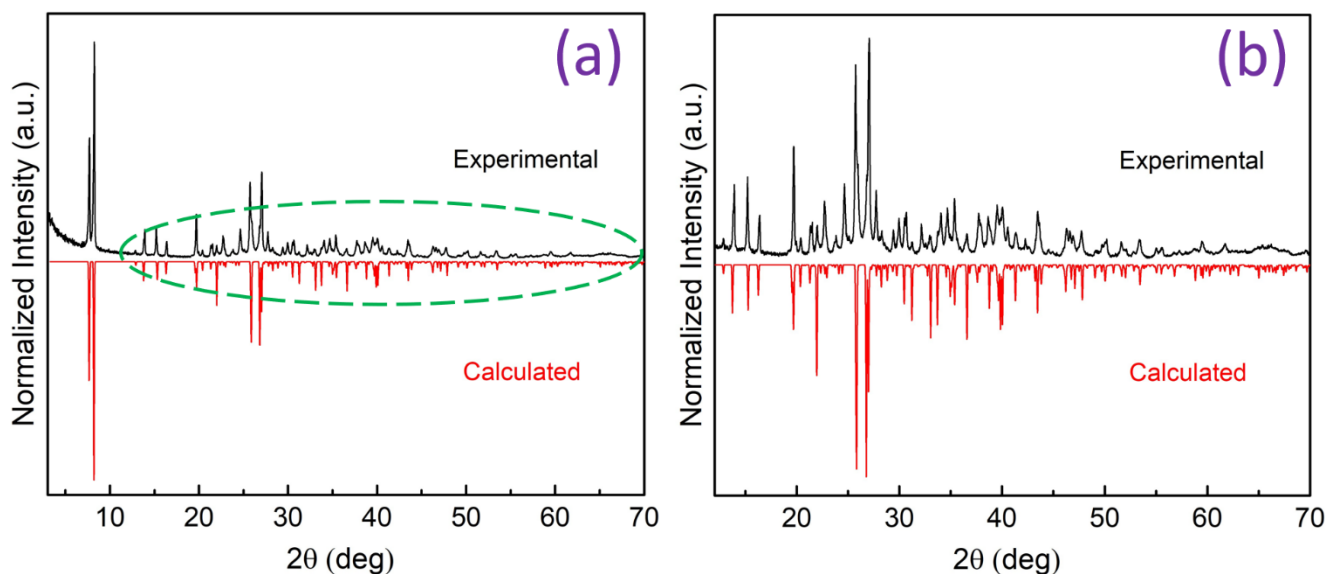 (a)
Normalized Intensity (a.u.)
Experimental
Calculated
10 20 30 40 50 60 70
2θ (deg)
(b)
Normalized Intensity (a.u.)
Experimental
Calculated
20 30 40 50 60 70
2θ (deg)